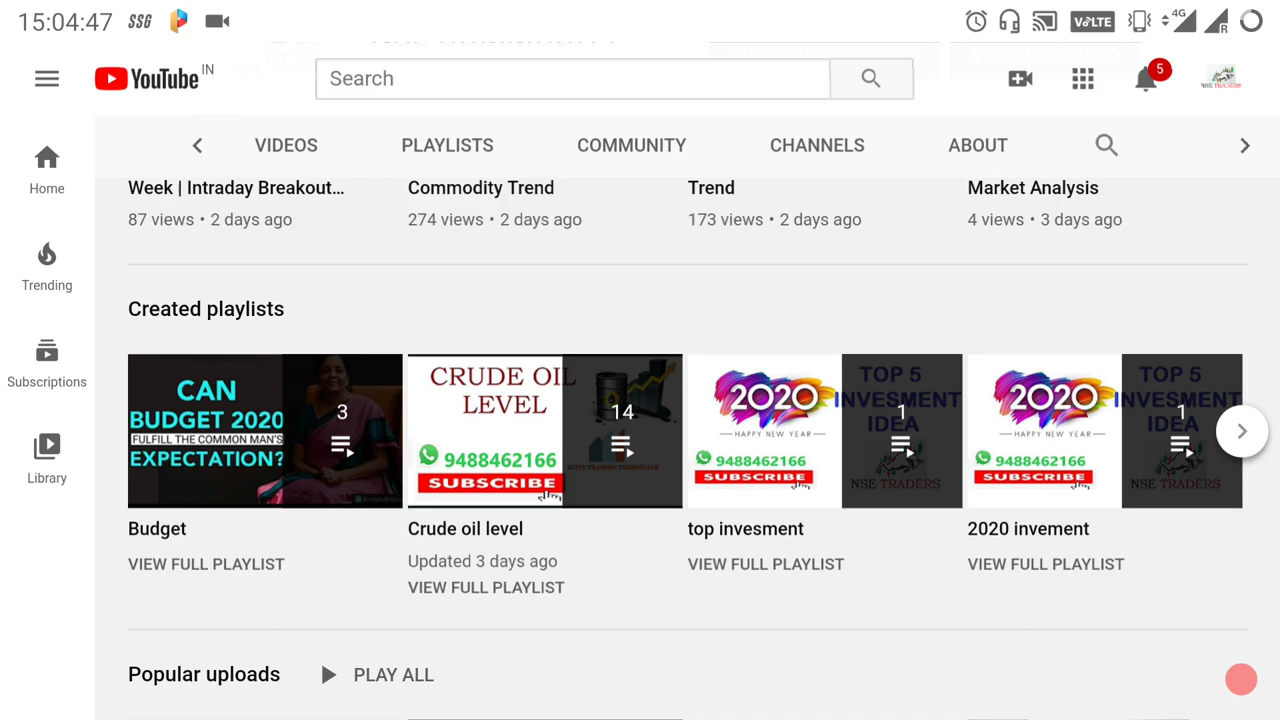 15:04:47 SSG VoLTE 4G R
YouTube IN
Search
5
NSE TRADERS
VIDEOS PLAYLISTS COMMUNITY CHANNELS ABOUT
Home
Trending
Subscriptions
Library
Week | Intraday Breakout... Commodity Trend Trend Market Analysis
87 views • 2 days ago 274 views • 2 days ago 173 views • 2 days ago 4 views • 3 days ago
Created playlists
CAN
BUDGET 2020
FULFILL THE COMMON MAN'S
EXPECTATION?
3
CRUDE OIL
LEVEL
9488462166
SUBSCRIBE
14
2020
HAPPY NEW YEAR
9488462166
SUBSCRIBE
TOP 5
INVESMENT
IDEA
NSE TRADERS
1
2020
HAPPY NEW YEAR
9488462166
SUBSCRIBE
TOP 5
INVESMENT
IDEA
NSE TRADERS
1
Budget Crude oil level top invesment 2020 invement
Updated 3 days ago
VIEW FULL PLAYLIST VIEW FULL PLAYLIST VIEW FULL PLAYLIST VIEW FULL PLAYLIST
Popular uploads PLAY ALL